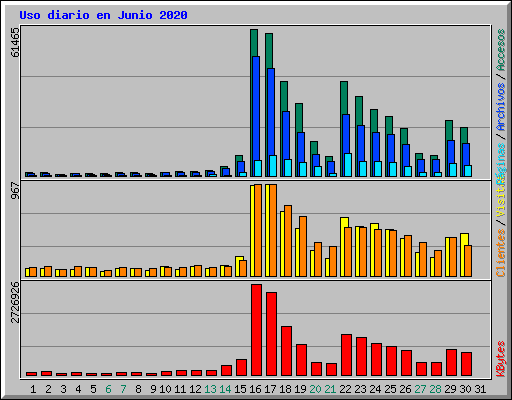 Uso diario en Junio 2020
61465
967
2726926
Accesos
/ Archivos /
Páginas
Clientes / Visitas
KBytes
1 2 3 4 5 6 7 8 9 10 11 12 13 14 15 16 17 18 19 20 21 22 23 24 25 26 27 28 29 30 31